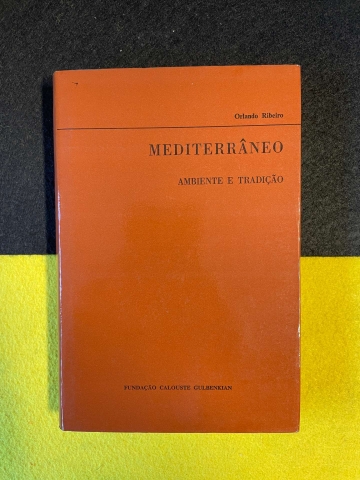 Orlando Ribeiro
MEDITERRÂNEO
AMBIENTE E TRADIÇÃO
FUNDAÇÃO CALOUSTE GULBENKIAN